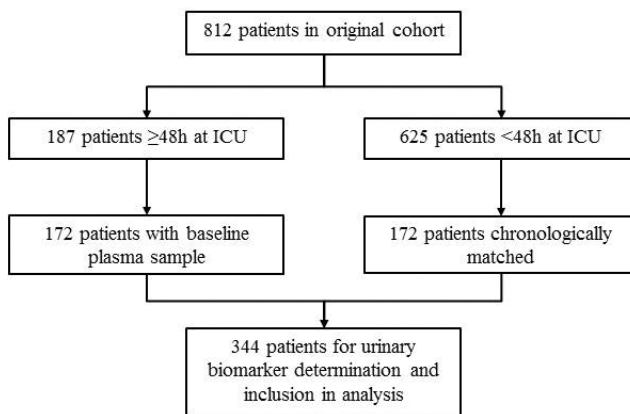 812 patients in original cohort
187 patients ≥48h at ICU
625 patients <48h at ICU
172 patients with baseline
plasma sample
172 patients chronologically
matched
344 patients for urinary
biomarker determination and
inclusion in analysis